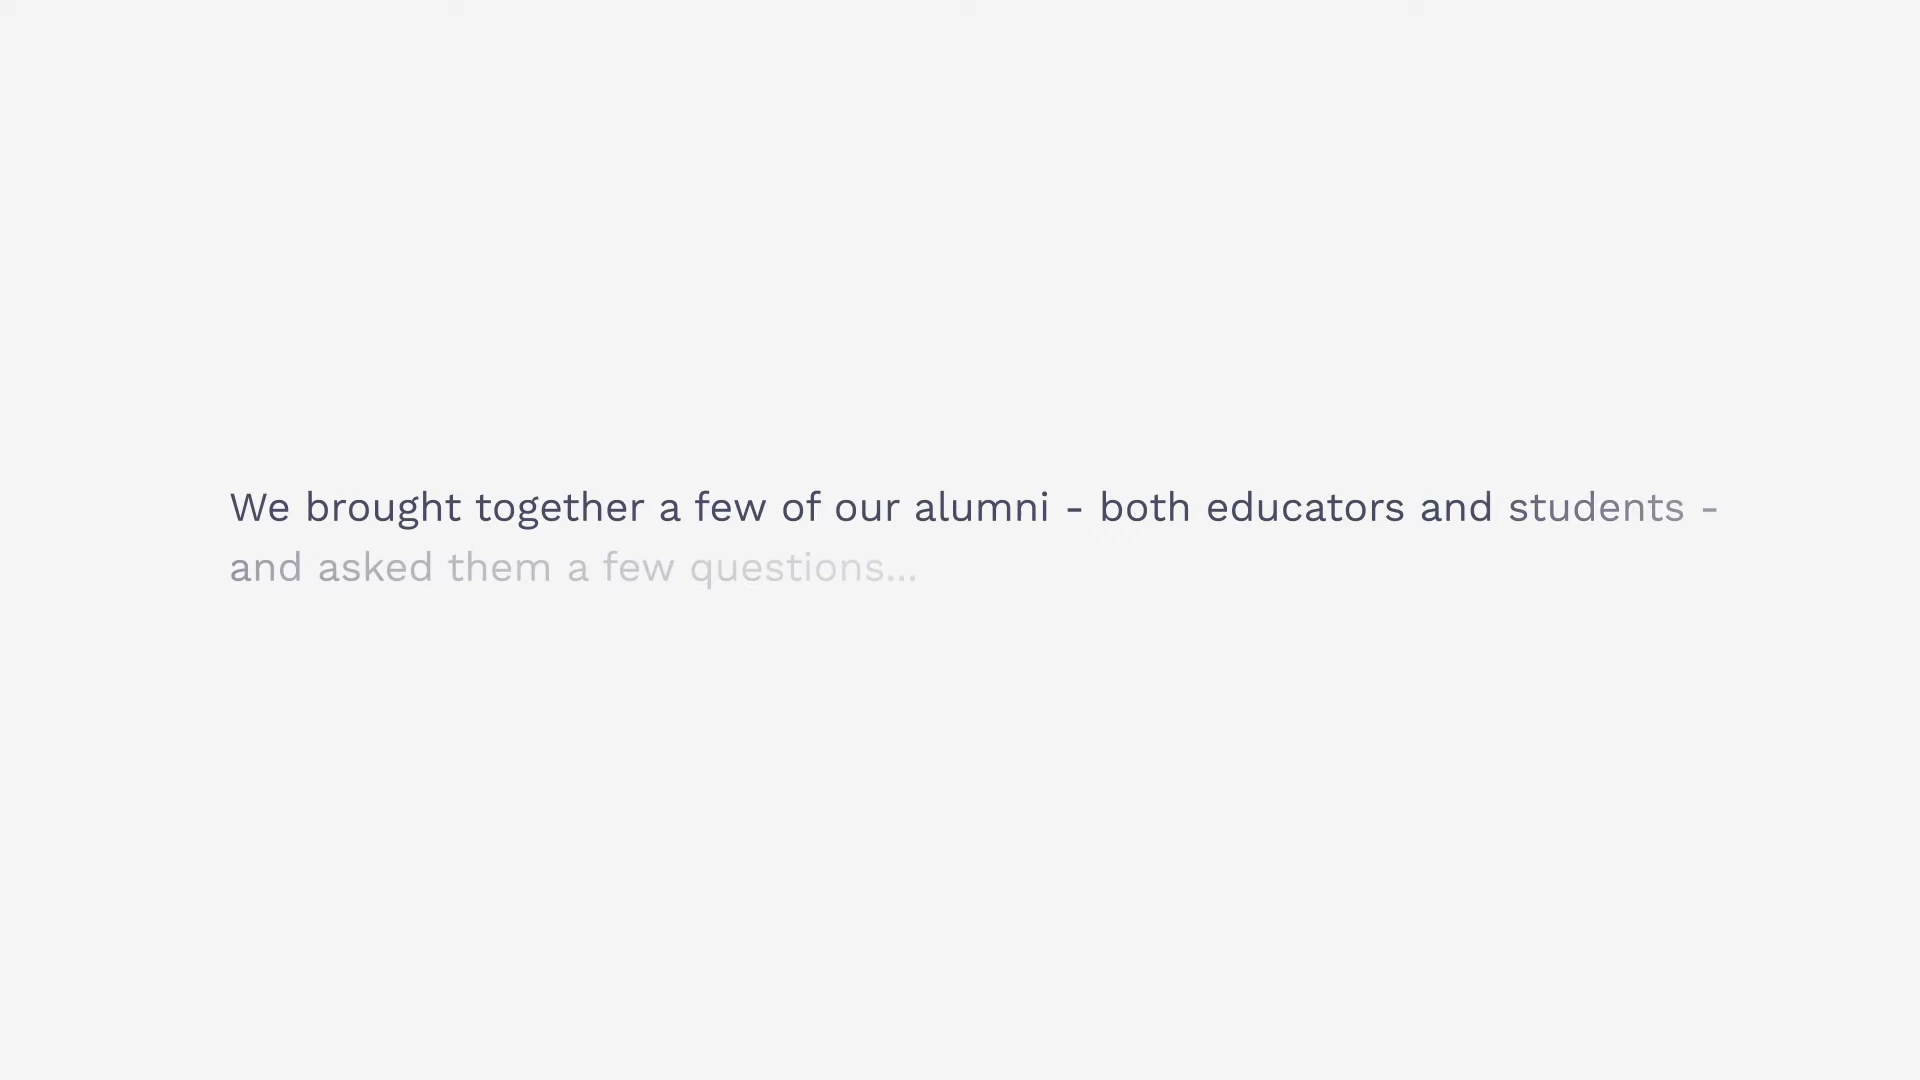 We brought together a few of our alumni - both educators and students -
and asked them a few questions...